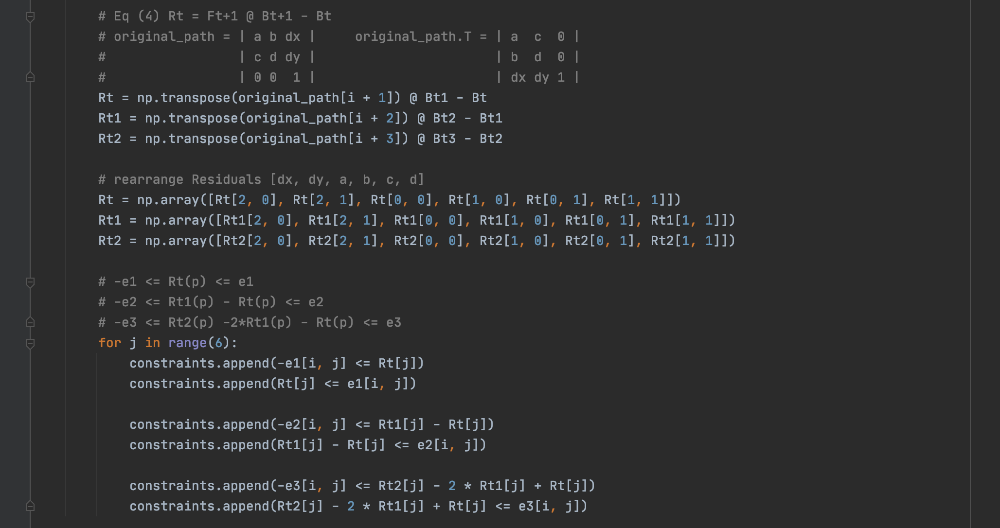 # Eq (4) Rt = Ft+1 @ Bt+1 - Bt
# original_path = | a b dx |     original_path.T = | a  c  0 |
#                 | c d dy |                       | b  d  0 |
#                 | 0 0  1 |                       | dx dy 1 |
Rt = np.transpose(original_path[i + 1]) @ Bt1 - Bt
Rt1 = np.transpose(original_path[i + 2]) @ Bt2 - Bt1
Rt2 = np.transpose(original_path[i + 3]) @ Bt3 - Bt2
# rearrange Residuals [dx, dy, a, b, c, d]
Rt = np.array([Rt[2, 0], Rt[2, 1], Rt[0, 0], Rt[1, 0], Rt[0, 1], Rt[1, 1]])
Rt1 = np.array([Rt1[2, 0], Rt1[2, 1], Rt1[0, 0], Rt1[1, 0], Rt1[0, 1], Rt1[1, 1]])
Rt2 = np.array([Rt2[2, 0], Rt2[2, 1], Rt2[0, 0], Rt2[1, 0], Rt2[0, 1], Rt2[1, 1]])
# -e1 <= Rt(p) <= e1
# -e2 <= Rt1(p) - Rt(p) <= e2
# -e3 <= Rt2(p) -2*Rt1(p) - Rt(p) <= e3
for j in range(6):
    constraints.append(-e1[i, j] <= Rt[j])
    constraints.append(Rt[j] <= e1[i, j])
    constraints.append(-e2[i, j] <= Rt1[j] - Rt[j])
    constraints.append(Rt1[j] - Rt[j] <= e2[i, j])
    constraints.append(-e3[i, j] <= Rt2[j] - 2 * Rt1[j] + Rt[j])
    constraints.append(Rt2[j] - 2 * Rt1[j] + Rt[j] <= e3[i, j])